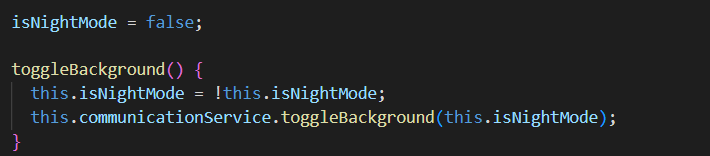 isNightMode = false;
toggleBackground() {
this.isNightMode = !this.isNightMode;
this.communicationService.toggleBackground(this.isNightMode);
}